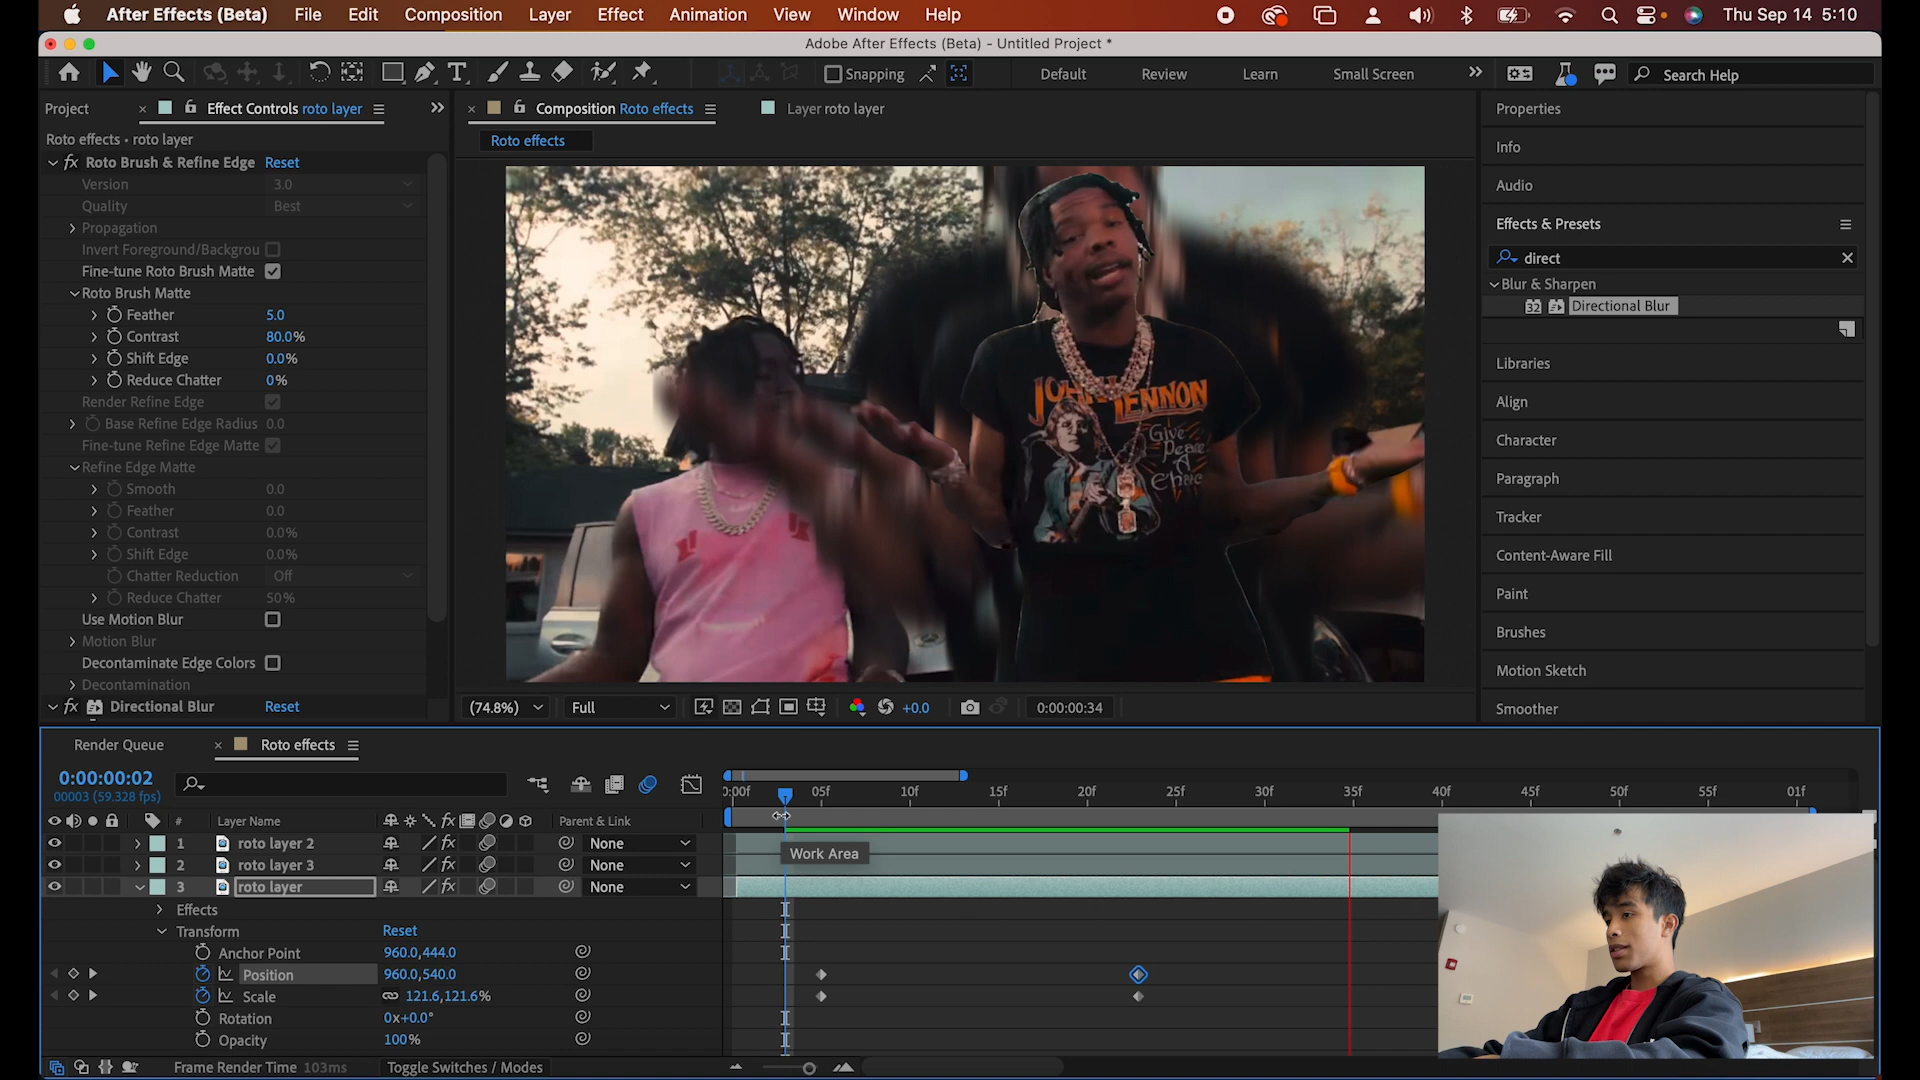 After Effects (Beta) File Edit Composition Layer Effect Animation View Window Help Thu Sep 14 5:10
Adobe After Effects (Beta) - Untitled Project *
Snapping Default Review Learn Small Screen Search Help
Project Effect Controls roto layer
Composition Roto effects Layer roto layer
Roto effects • roto layer
Roto effects
fx Roto Brush & Refine Edge Reset
Version 3.0
Quality Best
Propagation
Invert Foreground/Backgrou
Fine-tune Roto Brush Matte
Roto Brush Matte
Feather 5.0
Contrast 80.0%
Shift Edge 0.0%
Reduce Chatter 0%
Render Refine Edge
Base Refine Edge Radius 0.0
Fine-tune Refine Edge Matte
Refine Edge Matte
Smooth 0.0
Feather 0.0
Contrast 0.0%
Shift Edge 0.0%
Chatter Reduction Off
Reduce Chatter 50%
Use Motion Blur
Motion Blur
Decontaminate Edge Colors
Decontamination
fx Directional Blur Reset
JOHN LENNON
Give
Peace
A
(74.8%) Full +0.0 0:00:00:34
Properties
Info
Audio
Effects & Presets
direct
Blur & Sharpen
32 Directional Blur
Libraries
Align
Character
Paragraph
Tracker
Content-Aware Fill
Paint
Brushes
Motion Sketch
Smoother
Render Queue Roto effects
0:00:00:02
00003 (59.328 fps)
0:00f 05f 10f 15f 20f 25f 30f 35f 40f 45f 50f 55f 01f
# Layer Name fx Parent & Link
1 roto layer 2 fx None
2 roto layer 3 fx None
3 roto layer fx None
Work Area
Effects
Transform Reset
Anchor Point 960.0,444.0
Position 960.0,540.0
Scale 121.6,121.6%
Rotation 0x+0.0°
Opacity 100%
Frame Render Time 103ms Toggle Switches / Modes